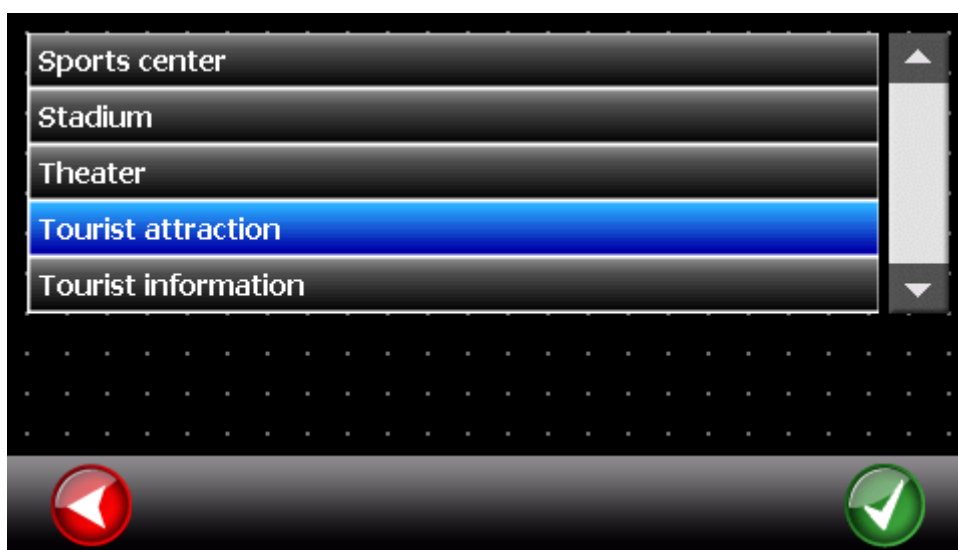 Sports center
Stadium
Theater
Tourist attraction
Tourist information